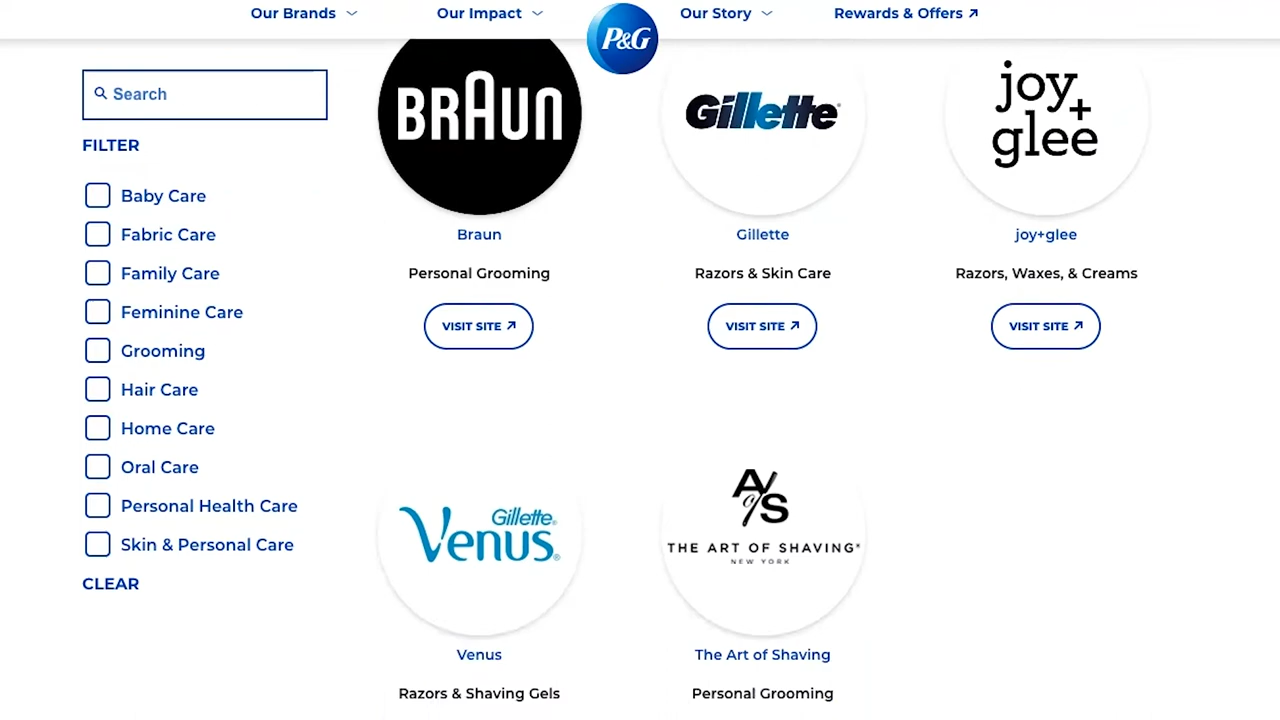 Our Brands Our Impact P&G Our Story Rewards & Offers
Search
FILTER
Baby Care
Fabric Care
Family Care
Feminine Care
Grooming
Hair Care
Home Care
Oral Care
Personal Health Care
Skin & Personal Care
CLEAR
BRAUN
Braun
Personal Grooming
VISIT SITE
Gillette
Gillette
Razors & Skin Care
VISIT SITE
joy
+
glee
joy+glee
Razors, Waxes, & Creams
VISIT SITE
Gillette®
Venus®
Venus
Razors & Shaving Gels
A of S
THE ART OF SHAVING®
NEW YORK
The Art of Shaving
Personal Grooming